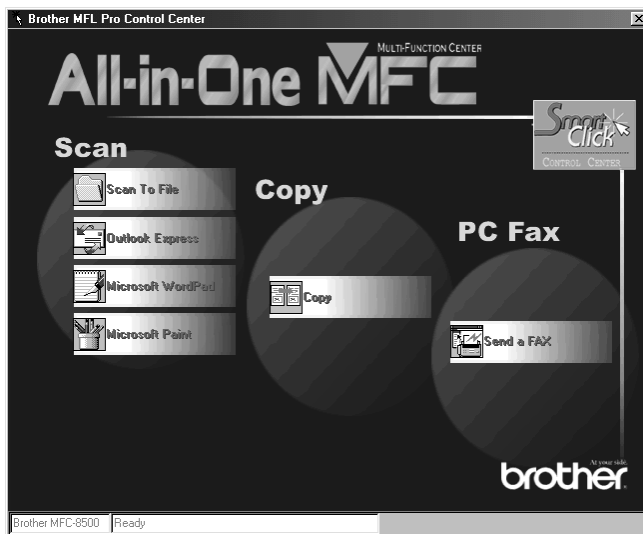 Brother MFL Pro Control Center
MULTI-FUNCTION CENTER
All-in-One MFC
Smart
Click
CONTROL CENTER
Scan
Scan To File
Outlook Express
Microsoft WordPad
Microsoft Paint
Copy
Copy
PC Fax
Send a FAX
At your side.
brother
Brother MFC-8500
Ready